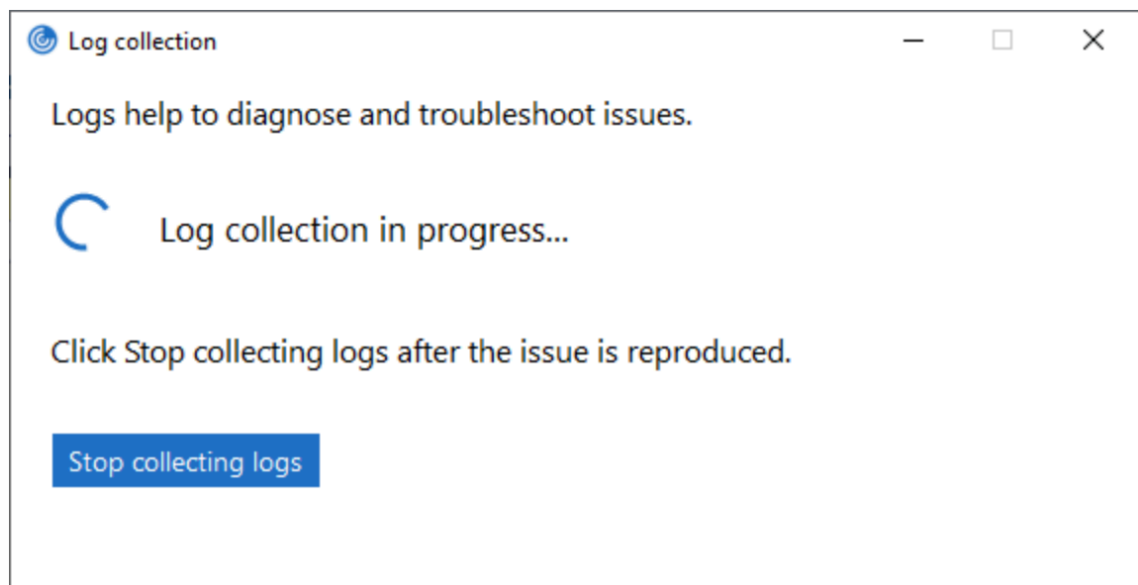 Log collection
Logs help to diagnose and troubleshoot issues.
Log collection in progress...
Click Stop collecting logs after the issue is reproduced.
Stop collecting logs